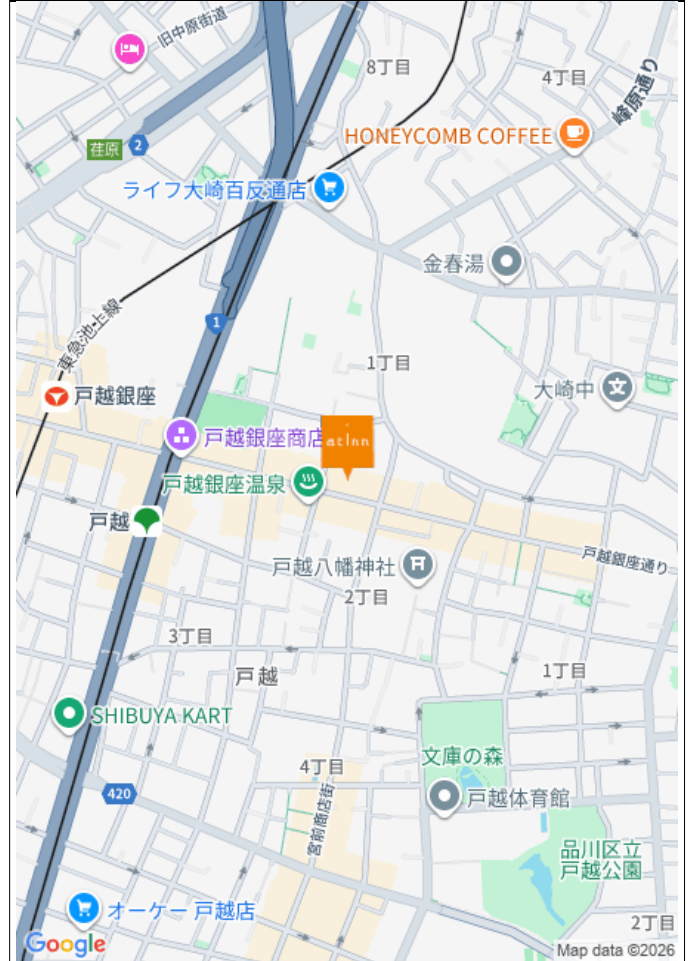 旧中原街道
8丁目
4丁目
峰原通り
HONEYCOMB COFFEE
荏原
2
ライフ大崎百反通店
金春湯
東急池上線
1
1丁目
大崎中
文
戸越銀座
戸越銀座商店
atInn
戸越銀座温泉
戸越
戸越銀座通り
戸越八幡神社
2丁目
3丁目
戸越
1丁目
SHIBUYA KART
文庫の森
4丁目
420
戸越体育館
宮前商店街
品川区立
戸越公園
オーケー 戸越店
2丁目
Google
Map data ©2026